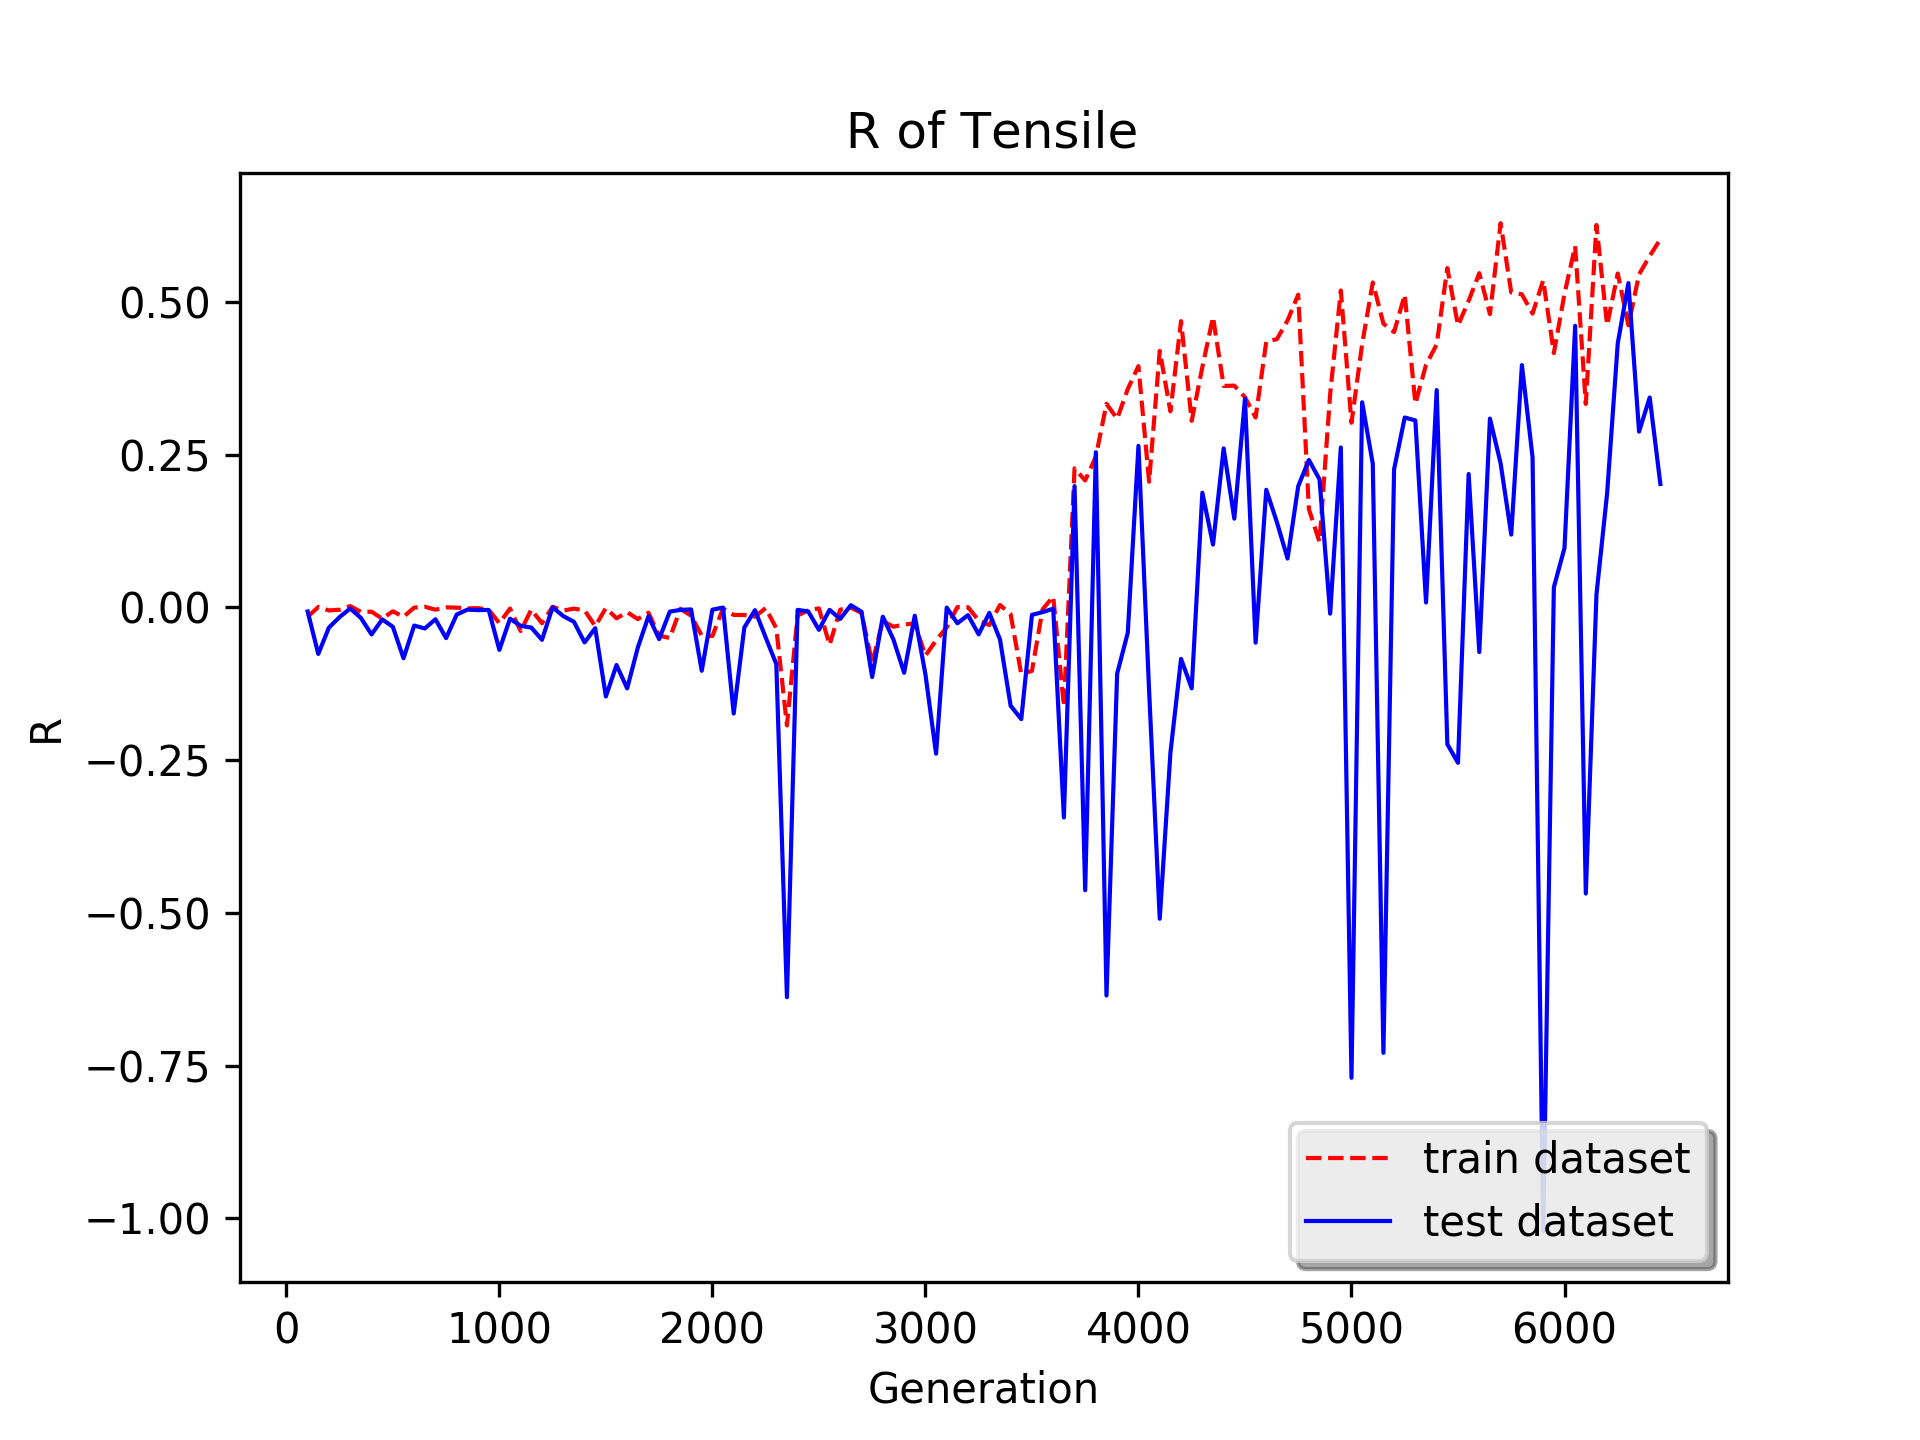 R of Tensile
R
0.50
0.25
0.00
−0.25
−0.50
−0.75
−1.00
train dataset
test dataset
0 1000 2000 3000 4000 5000 6000
Generation